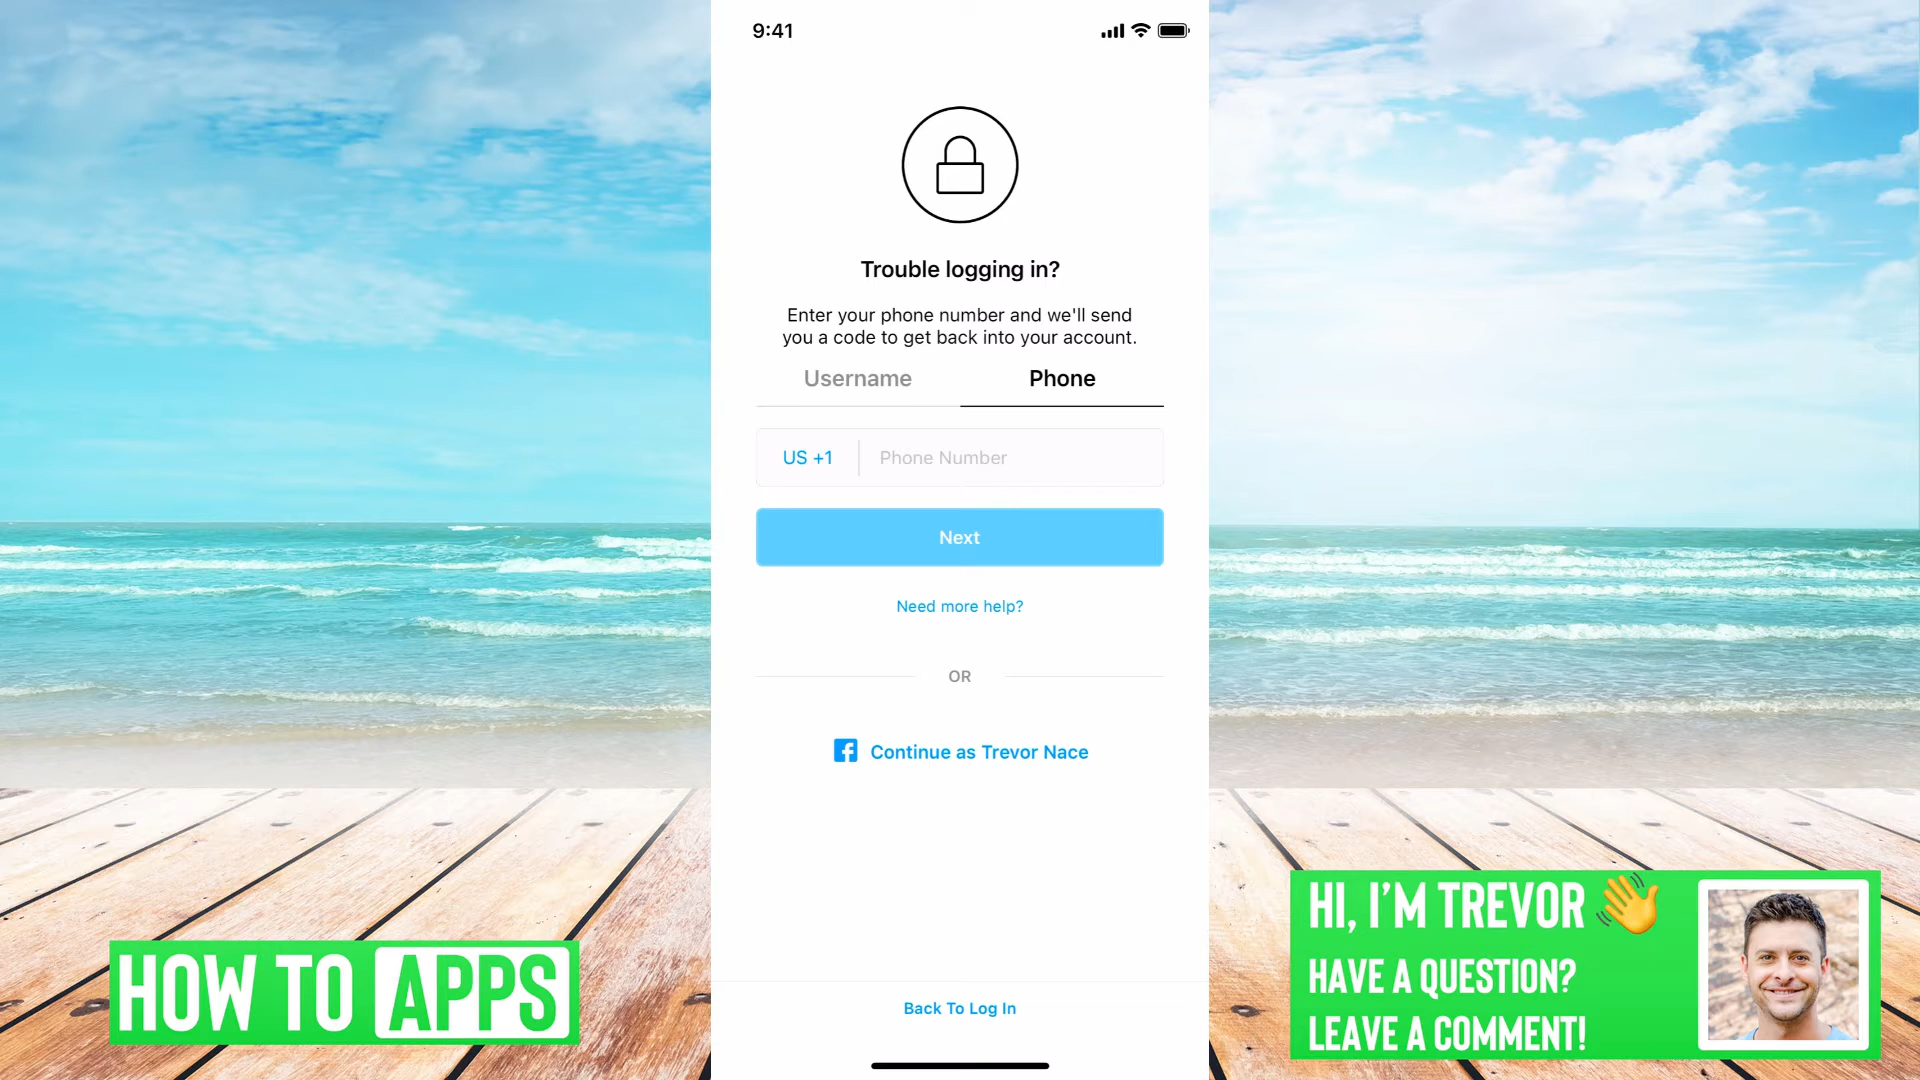 9:41
Trouble logging in?
Enter your phone number and we'll send
you a code to get back into your account.
Username Phone
US +1 Phone Number
Next
Need more help?
OR
Continue as Trevor Nace
Back To Log In
HOW TO APPS
HI, I'M TREVOR 👋
HAVE A QUESTION?
LEAVE A COMMENT!